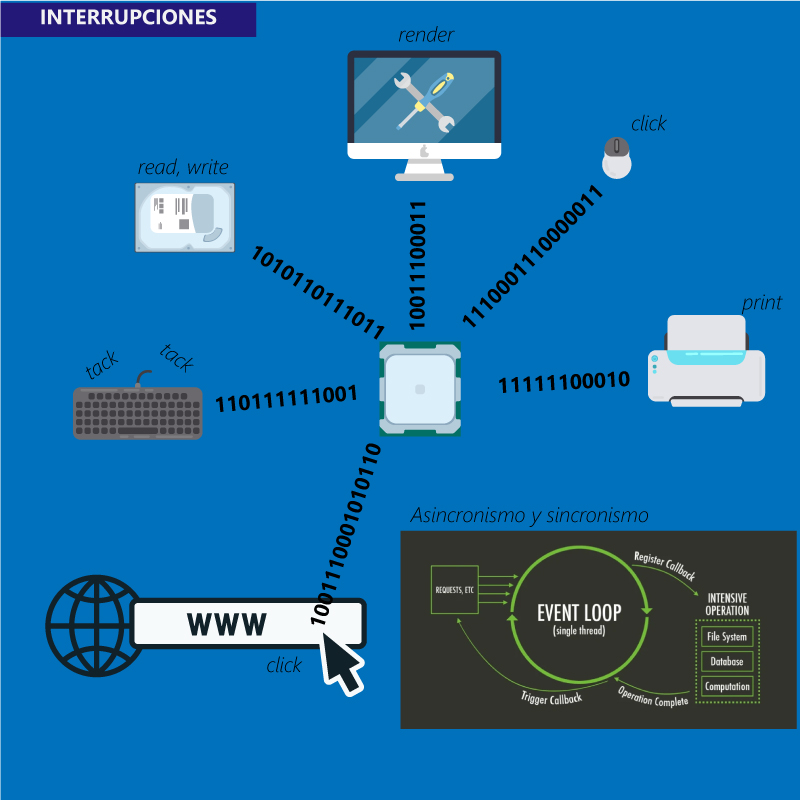 INTERRUPCIONES
render
click
read, write
10011100011
1110001110000011
1010110111011
print
tack
tack
110111111001
11111100010
1001110001010110
WWW
click
Asincronismo y sincronismo
REQUESTS, ETC
EVENT LOOP
(single thread)
Register Callback
INTENSIVE
OPERATION
File System
Database
Computation
Trigger Callback
Operation Complete